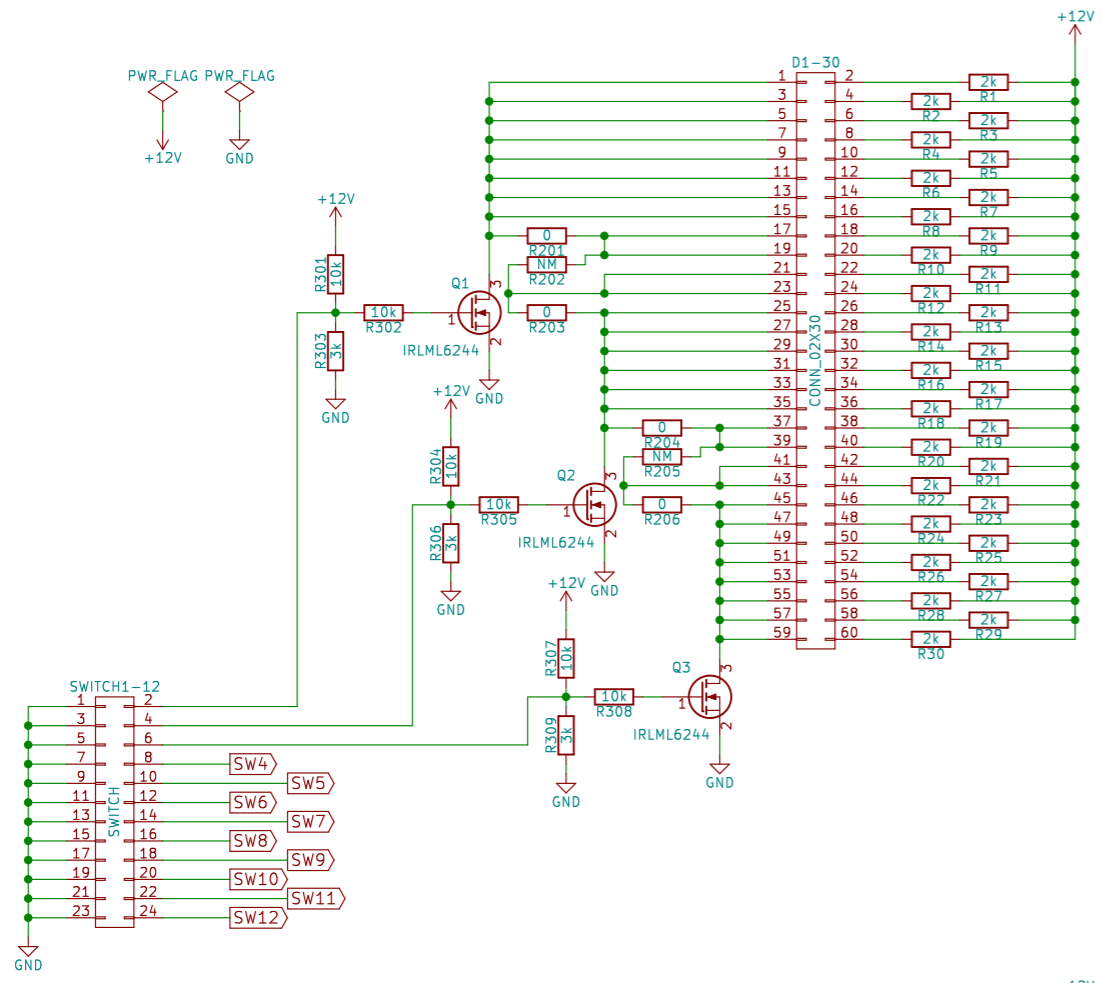 +12V
D1-30
PWR_FLAG PWR_FLAG
+12V
GND
1 2 2k R1
3 4 2k R2
5 6 2k R3
7 8 2k R4
9 10 2k R5
11 12 2k R6
13 14 2k R7
15 16 2k R8
17 18 2k R9
19 20 2k R10
21 22 2k R11
23 24 2k R12
25 26 2k R13
27 28 2k R14
29 30 2k R15
31 32 2k R16
33 34 2k R17
35 36 2k R18
37 38 2k R19
39 40 2k R20
41 42 2k R21
43 44 2k R22
45 46 2k R23
47 48 2k R24
49 50 2k R25
51 52 2k R26
53 54 2k R27
55 56 2k R28
57 58 2k R29
59 60 2k R30
CONN_02X30
+12V
R301 10k
10k
R302
R303 3k
GND
Q1
1
3
2
IRLML6244
GND
0
R201
NM
R202
0
R203
+12V
R304 10k
10k
R305
R306 3k
GND
Q2
1
3
2
IRLML6244
GND
0
R204
NM
R205
0
R206
+12V
R307 10k
10k
R308
R309 3k
GND
Q3
1
3
2
IRLML6244
GND
SWITCH1-12
1 2
3 4
5 6
7 8 SW4
9 10 SW5
11 12 SW6
13 14 SW7
15 16 SW8
17 18 SW9
19 20 SW10
21 22 SW11
23 24 SW12
SWITCH
GND